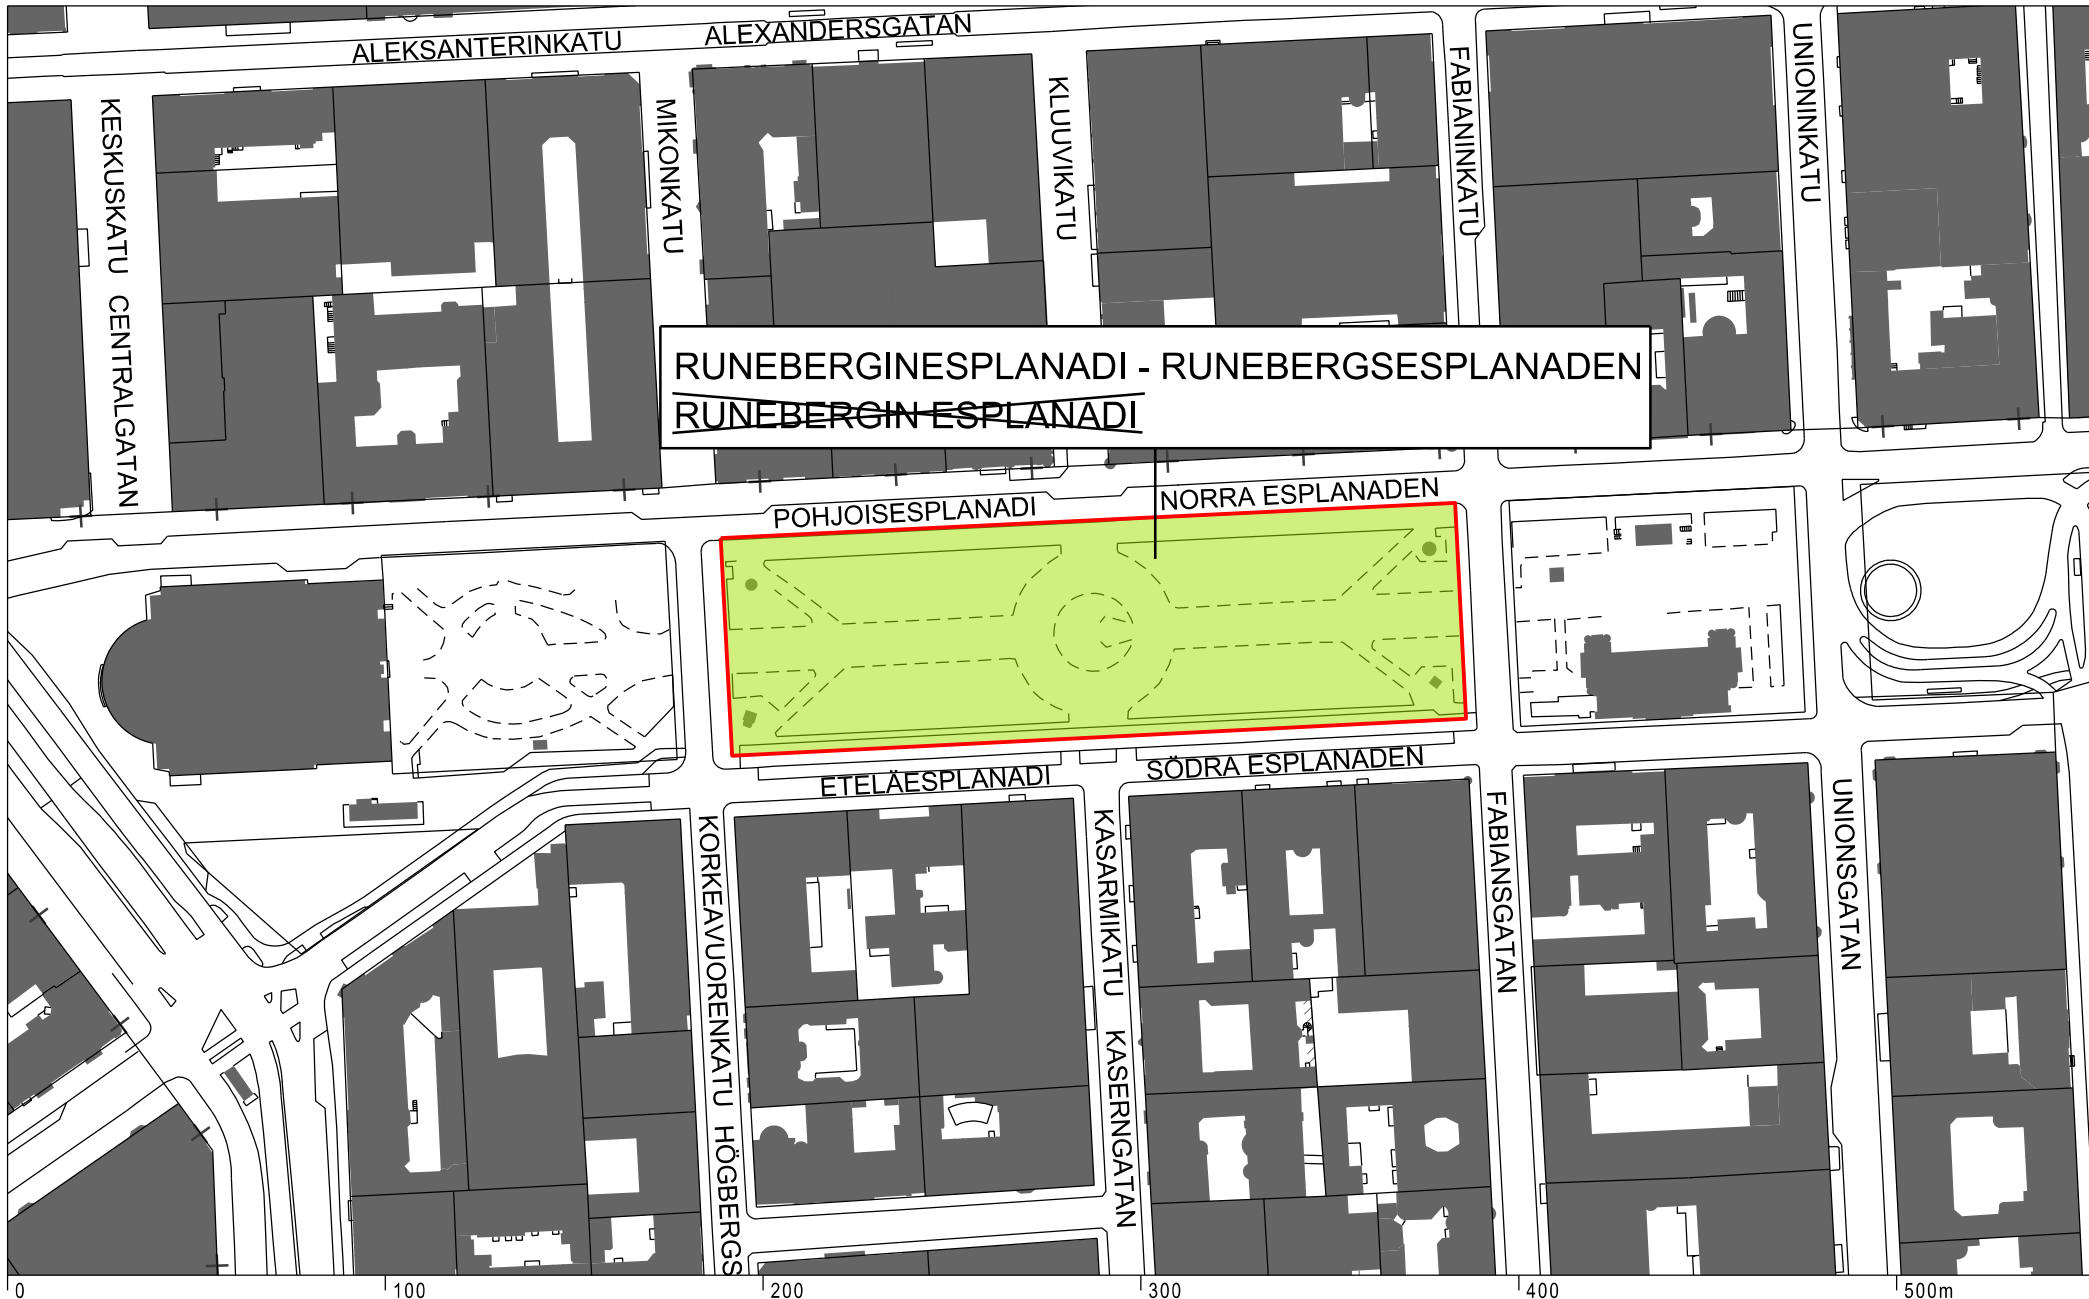 ALEKSANTERINKATU
ALEXANDERSGATAN
KESKUSKATU CENTRALGATAN
MIKONKATU
KLUUVIKATU
FABIANINKATU
UNIONINKATU
RUNEBERGINESPLANADI - RUNEBERGSESPLANADEN
RUNEBERGIN ESPLANADI
POHJOISESPLANADI
NORRA ESPLANADEN
ETELÄESPLANADI
SÖDRA ESPLANADEN
KORKEAVUORENKATU HÖGBERGS
KASARMIKATU KASERNGATAN
FABIANSGATAN
UNIONSGATAN
0 100 200 300 400 500m